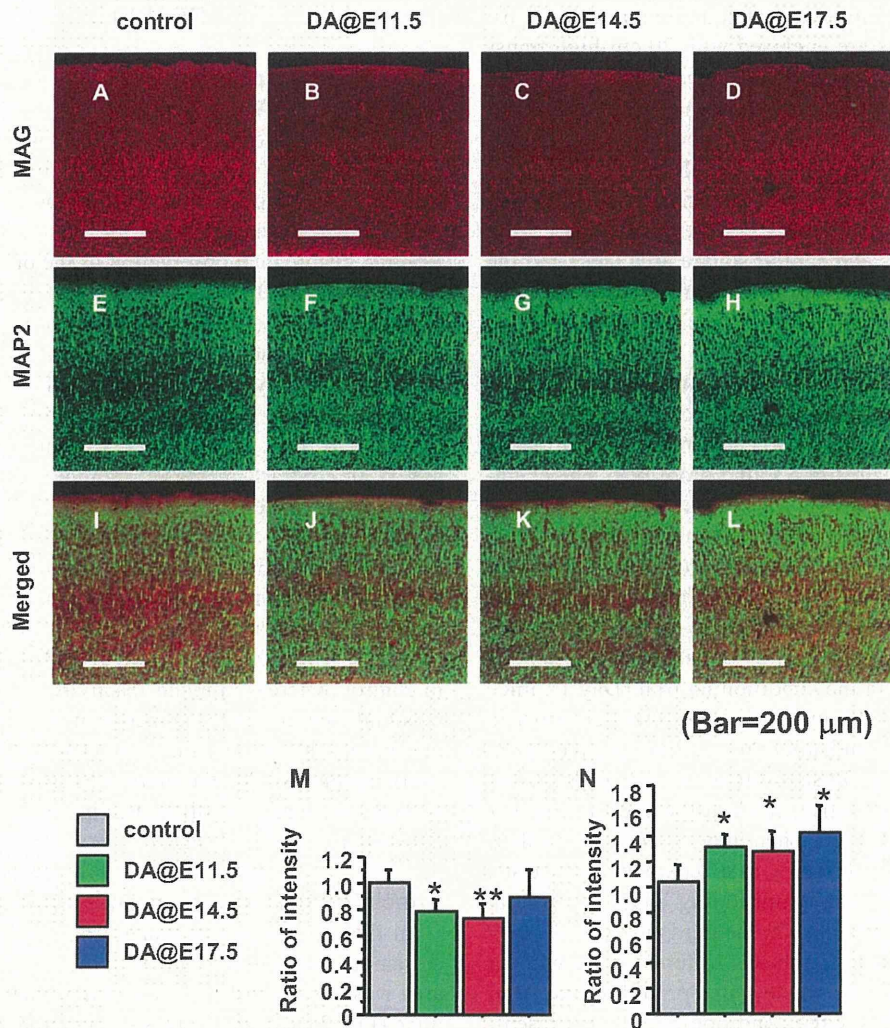 control DA@E11.5 DA@E14.5 DA@E17.5
MAG
A B C D
MAP2
E F G H
Merged
I J K L
(Bar=200 μm)
control
DA@E11.5
DA@E14.5
DA@E17.5
M
Ratio of intensity
1.2
1.0
0.8
0.6
0.4
0.2
0
* **
N
Ratio of intensity
1.8
1.6
1.4
1.2
1.0
0.8
0.6
0.4
0.2
0
* * *